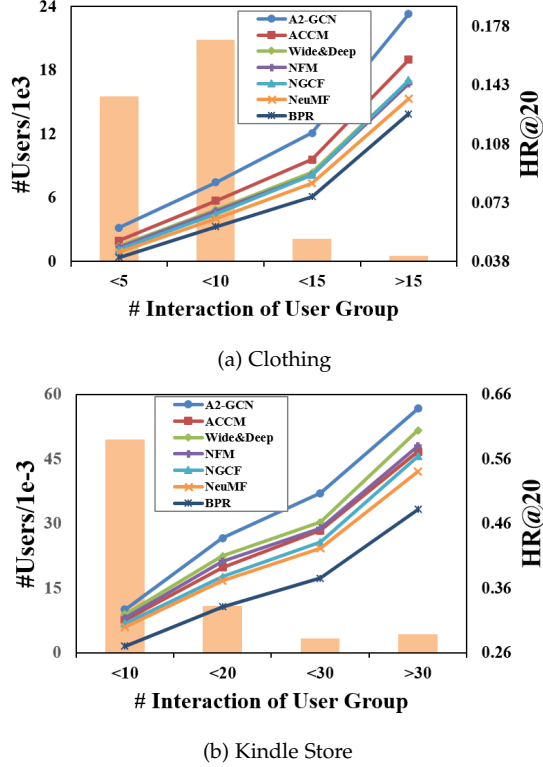 24
18
12
6
0
#Users/1e3
A2-GCN
ACCM
Wide&Deep
NFM
NGCF
NeuMF
BPR
0.178
0.143
0.108
0.073
0.038
HR@20
<5 <10 <15 >15
# Interaction of User Group
(a) Clothing
60
45
30
15
0
#Users/1e-3
A2-GCN
ACCM
Wide&Deep
NFM
NGCF
NeuMF
BPR
0.66
0.56
0.46
0.36
0.26
HR@20
<10 <20 <30 >30
# Interaction of User Group
(b) Kindle Store